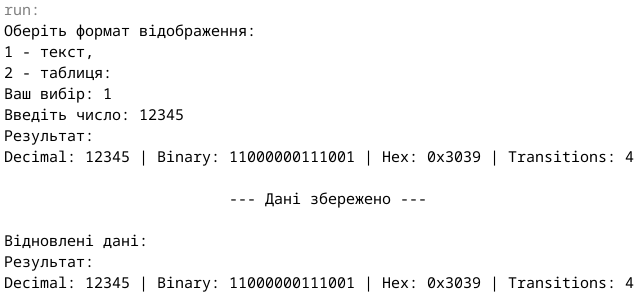 run:
Оберіть формат відображення:
1 - текст,
2 - таблиця:
Ваш вибір: 1
Введіть число: 12345
Результат:
Decimal: 12345 | Binary: 11000000111001 | Hex: 0x3039 | Transitions: 4
--- Дані збережено ---
Відновлені дані:
Результат:
Decimal: 12345 | Binary: 11000000111001 | Hex: 0x3039 | Transitions: 4